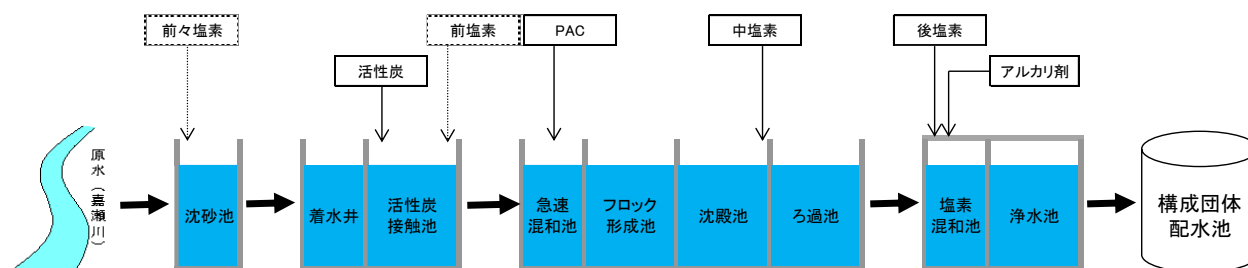 前々塩素
前塩素
PAC
中塩素
後塩素
活性炭
アルカリ剤
原水（嘉瀬川）
沈砂池
着水井
活性炭
接触池
急速
混和池
フロック
形成池
沈殿池
ろ過池
塩素
混和池
浄水池
構成団体
配水池